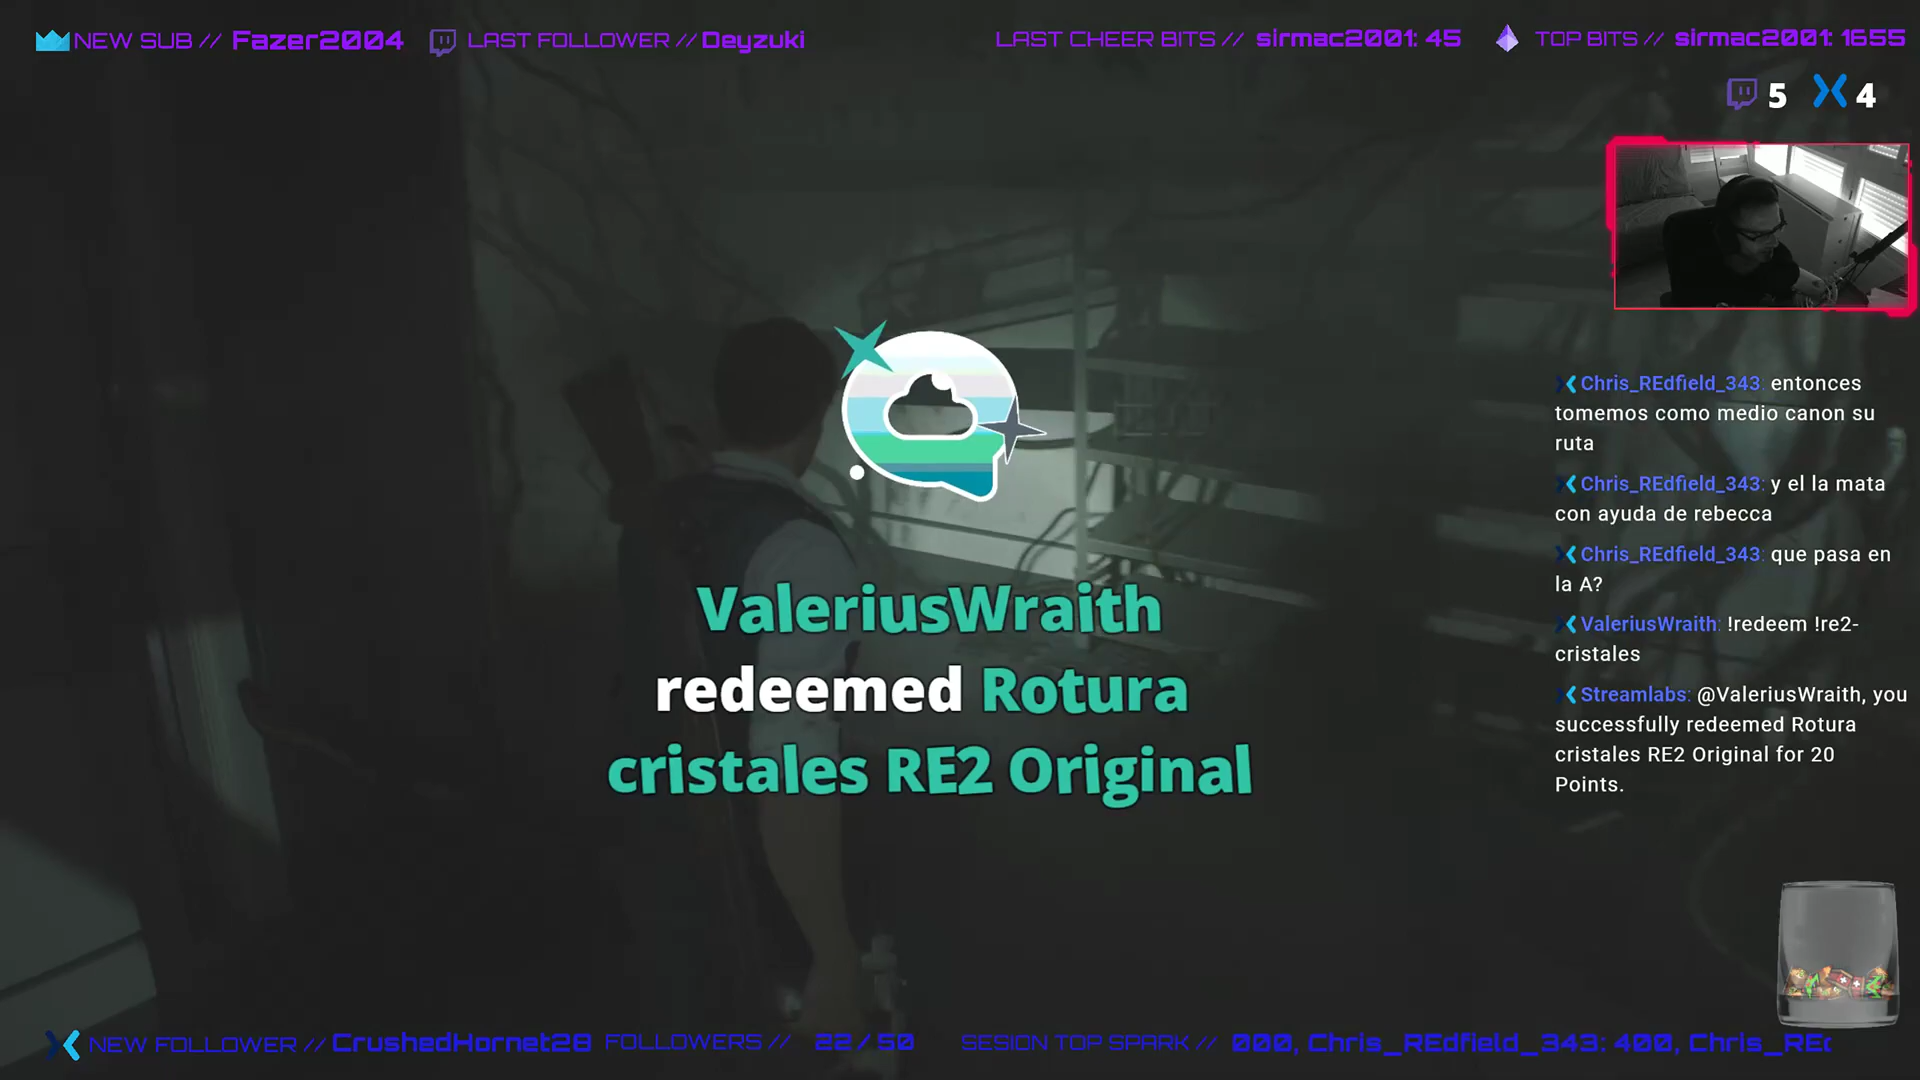 NEW SUB // Fazer2004 LAST FOLLOWER // Deyzuki LAST CHEER BITS // sirmac2001: 45 TOP BITS // sirmac2001: 1655
5 4
Chris_REdfield_343: entonces
tomemos como medio canon su
ruta
Chris_REdfield_343: y el la mata
con ayuda de rebecca
Chris_REdfield_343: que pasa en
la A?
ValeriusWraith: !redeem !re2-
cristales
Streamlabs: @ValeriusWraith, you
successfully redeemed Rotura
cristales RE2 Original for 20
Points.
ValeriusWraith
redeemed Rotura
cristales RE2 Original
NEW FOLLOWER // CrushedHornet28 FOLLOWERS // 22/50 SESION TOP SPARK // 000, Chris_REdfield_343: 400, Chris_RE